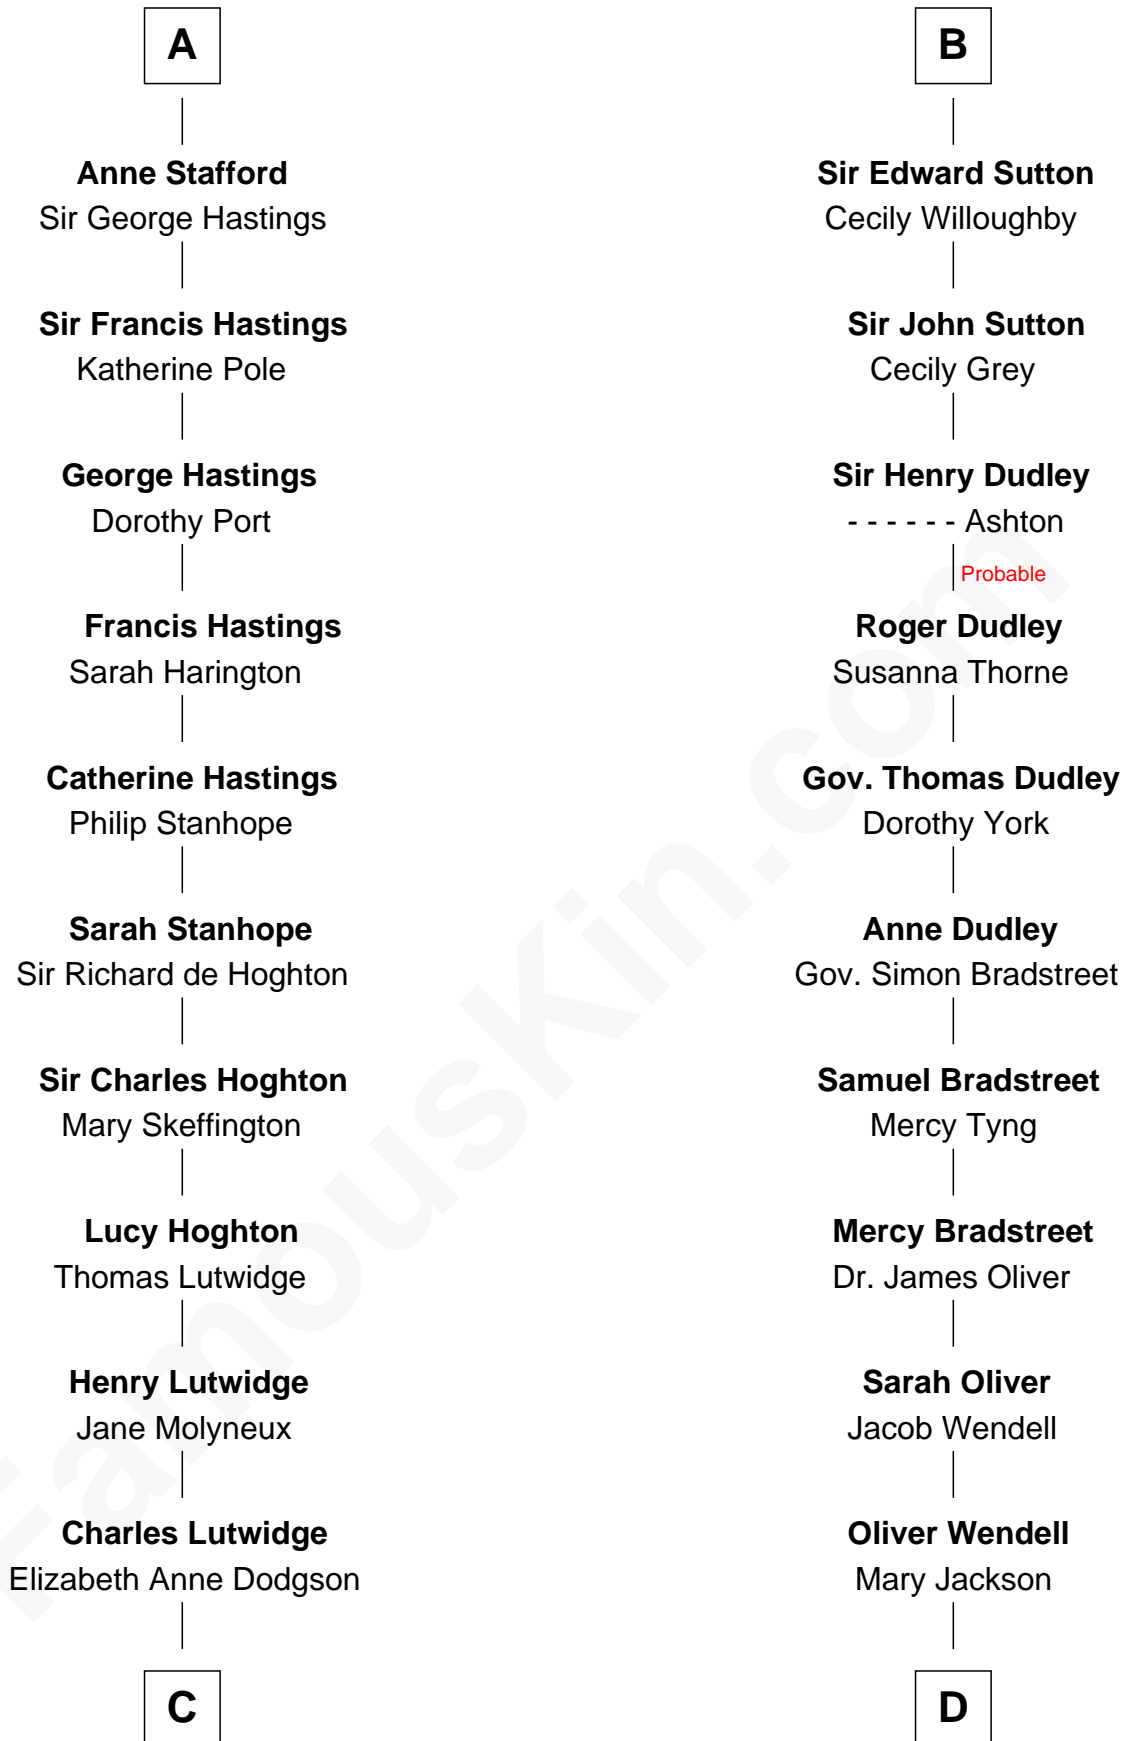 A
Anne Stafford
Sir George Hastings
Sir Francis Hastings
Katherine Pole
George Hastings
Dorothy Port
Francis Hastings
Sarah Harington
Catherine Hastings
Philip Stanhope
Sarah Stanhope
Sir Richard de Hoghton
Sir Charles Hoghton
Mary Skeffington
Lucy Hoghton
Thomas Lutwidge
Henry Lutwidge
Jane Molyneux
Charles Lutwidge
Elizabeth Anne Dodgson
C
B
Sir Edward Sutton
Cecily Willoughby
Sir John Sutton
Cecily Grey
Sir Henry Dudley
- - - - - - Ashton
Probable
Roger Dudley
Susanna Thorne
Gov. Thomas Dudley
Dorothy York
Anne Dudley
Gov. Simon Bradstreet
Samuel Bradstreet
Mercy Tyng
Mercy Bradstreet
Dr. James Oliver
Sarah Oliver
Jacob Wendell
Oliver Wendell
Mary Jackson
D
FamousKin.com